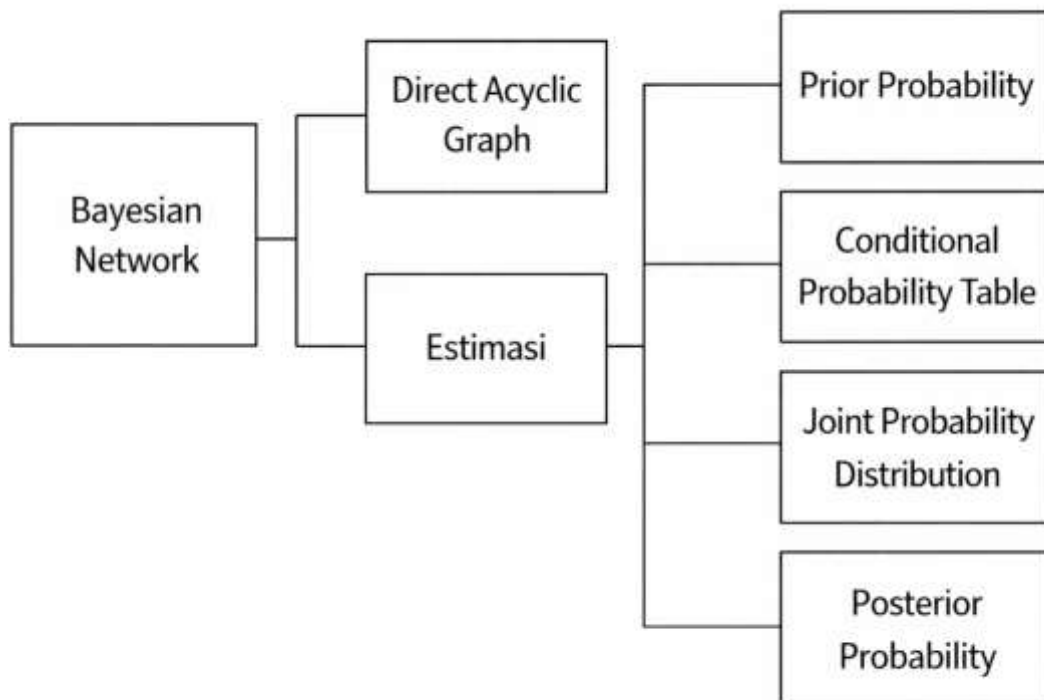 Bayesian
Network
Direct Acyclic
Graph
Estimasi
Prior Probability
Conditional
Probability Table
Joint Probability
Distribution
Posterior
Probability